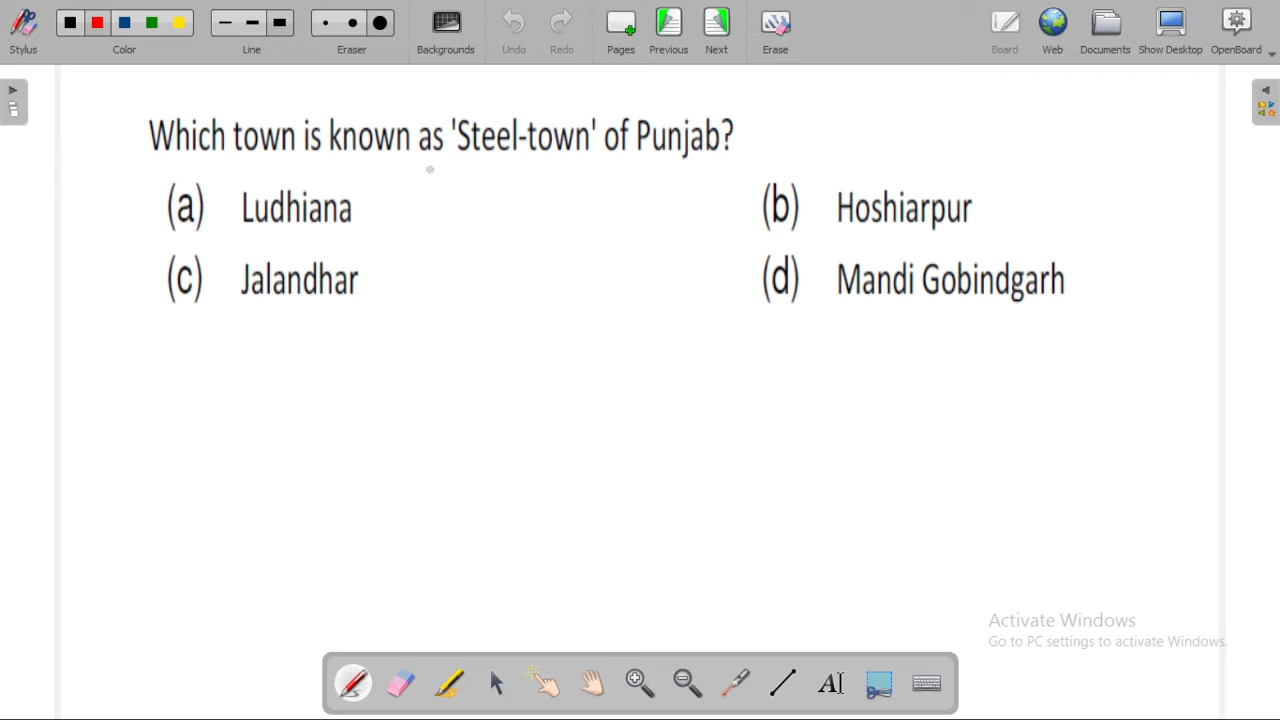 Stylus Color Line Eraser Backgrounds Undo Redo Pages Previous Next Erase Board Web Documents Show Desktop OpenBoard
Which town is known as 'Steel-town' of Punjab?
(a) Ludhiana (b) Hoshiarpur
(c) Jalandhar (d) Mandi Gobindgarh
Activate Windows
Go to PC settings to activate Windows.
AI